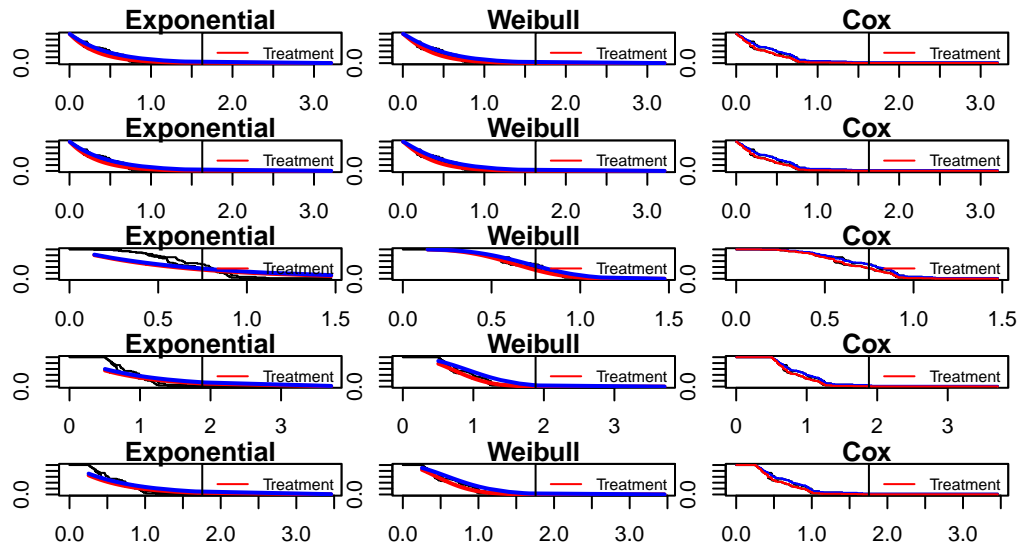 Exponential Weibull Cox
0.0 Treatment Treatment 0.0 Treatment
0.0 1.0 2.0 3.0 0.0 1.0 2.0 3.0 0.0 1.0 2.0 3.0
Exponential Weibull Cox
0.0 Treatment 0.0 Treatment 0.0 Treatment
0.0 1.0 2.0 3.0 0.0 1.0 2.0 3.0 0.0 1.0 2.0 3.0
Exponential Weibull Cox
0.0 Treatment 0.0 Treatment 0.0 Treatment
0.0 0.5 1.0 1.5 0.0 0.5 1.0 1.5 0.0 0.5 1.0 1.5
Exponential Weibull Cox
0.0 Treatment 0.0 Treatment 0.0 Treatment
0 1 2 3 0 1 2 3 0 1 2 3
Exponential Weibull Cox
0.0 Treatment 0.0 Treatment 0.0 Treatment
0.0 1.0 2.0 3.0 0.0 1.0 2.0 3.0 0.0 1.0 2.0 3.0